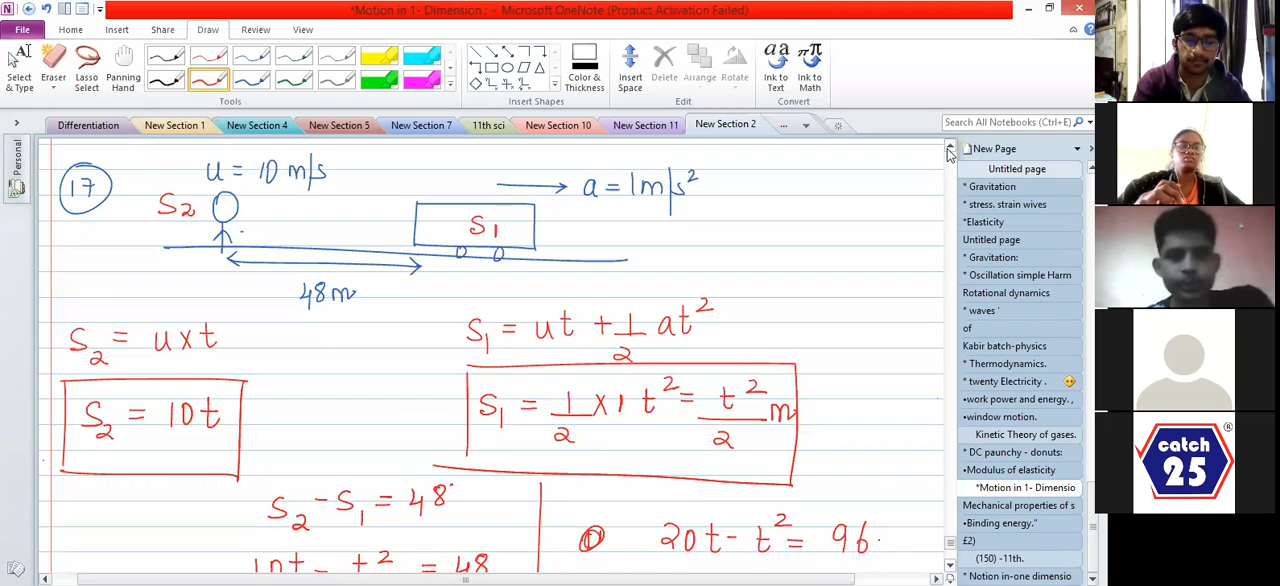 *Motion in 1- Dimension : - Microsoft OneNote (Product Activation Failed)
File Home Insert Share Draw Review View
Select & Type
Eraser
Lasso Select
Panning Hand
Color & Thickness
Insert Space
Delete
Arrange
Rotate
Ink to Text
Ink to Math
Tools
Insert Shapes
Edit
Convert
Differentiation New Section 1 New Section 4 New Section 5 New Section 7 11th sci New Section 10 New Section 11 New Section 2 ...
Search All Notebooks (Ctrl+E)
Personal
17
u = 10 m/s
a = 1m/s²
S2
S1
48m
S₂ = u×t
S₁ = ut + 1/2 at²
S₂ = 10t
S₁ = 1/2 ×1 t² = t²/2 m
S₂ - S₁ = 48
10t - t² = 48
20t - t² = 96
New Page
Untitled page
* Gravitation
* stress. strain wives
*Elasticity
Untitled page
* Gravitation:
* Oscillation simple Harm
Rotational dynamics
* waves '
of
Kabir batch-physics
* Thermodynamics.
* twenty Electricity .
•work power and energy. ,
•window motion.
Kinetic Theory of gases.
* DC paunchy - donuts:
•Modulus of elasticity
*Motion in 1- Dimensio
Mechanical properties of s
•Binding energy."
£2)
(150) -11th.
* Notion in-one dimensio
catch
25
®